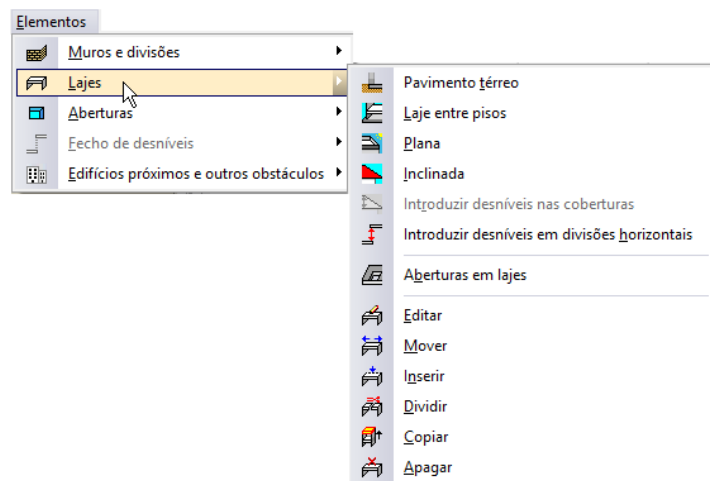 Elementos
Muros e divisões
Lajes
Aberturas
Fecho de desníveis
Edifícios próximos e outros obstáculos
Pavimento térreo
Laje entre pisos
Plana
Inclinada
Introduzir desníveis nas coberturas
Introduzir desníveis em divisões horizontais
Aberturas em lajes
Editar
Mover
Inserir
Dividir
Copiar
Apagar